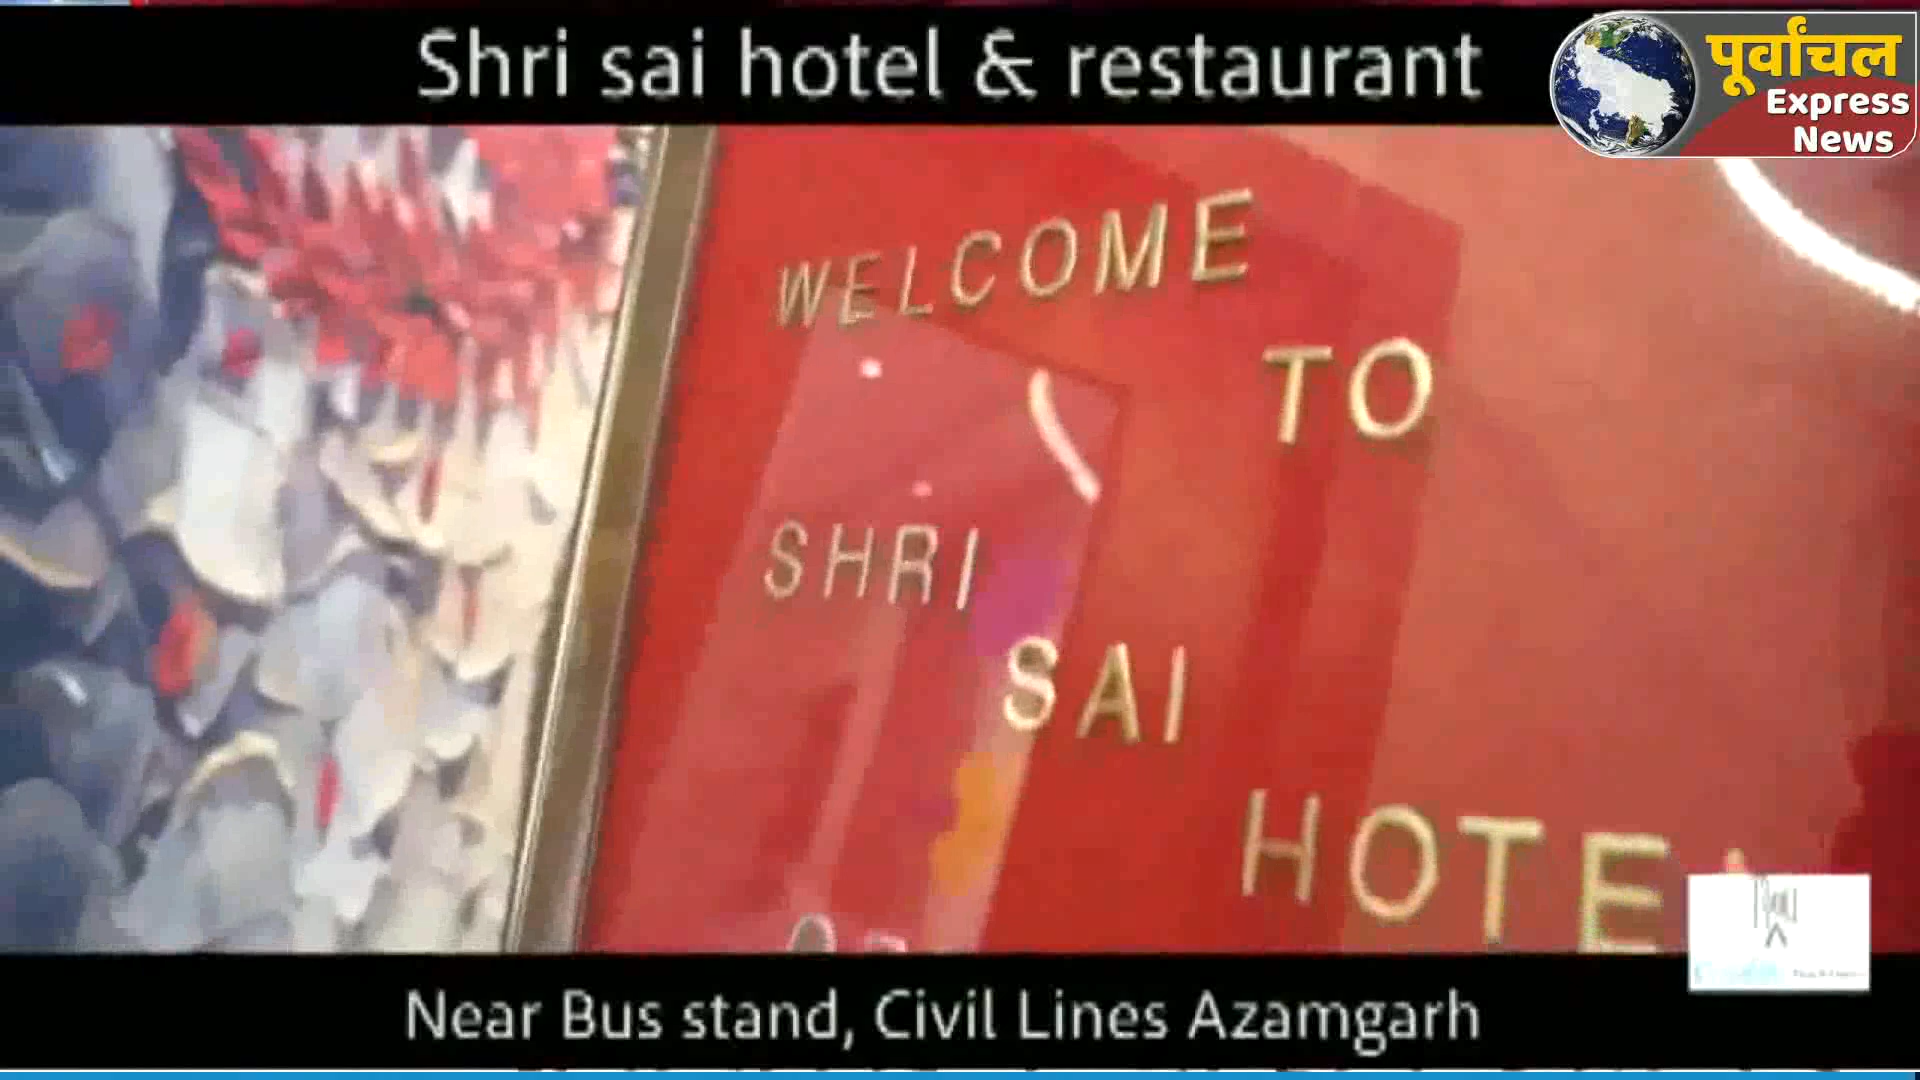 Shri sai hotel & restaurant
पूर्वांचल
Express
News
WELCOME
TO
SHRI
SAI
HOTE
Near Bus stand, Civil Lines Azamgarh